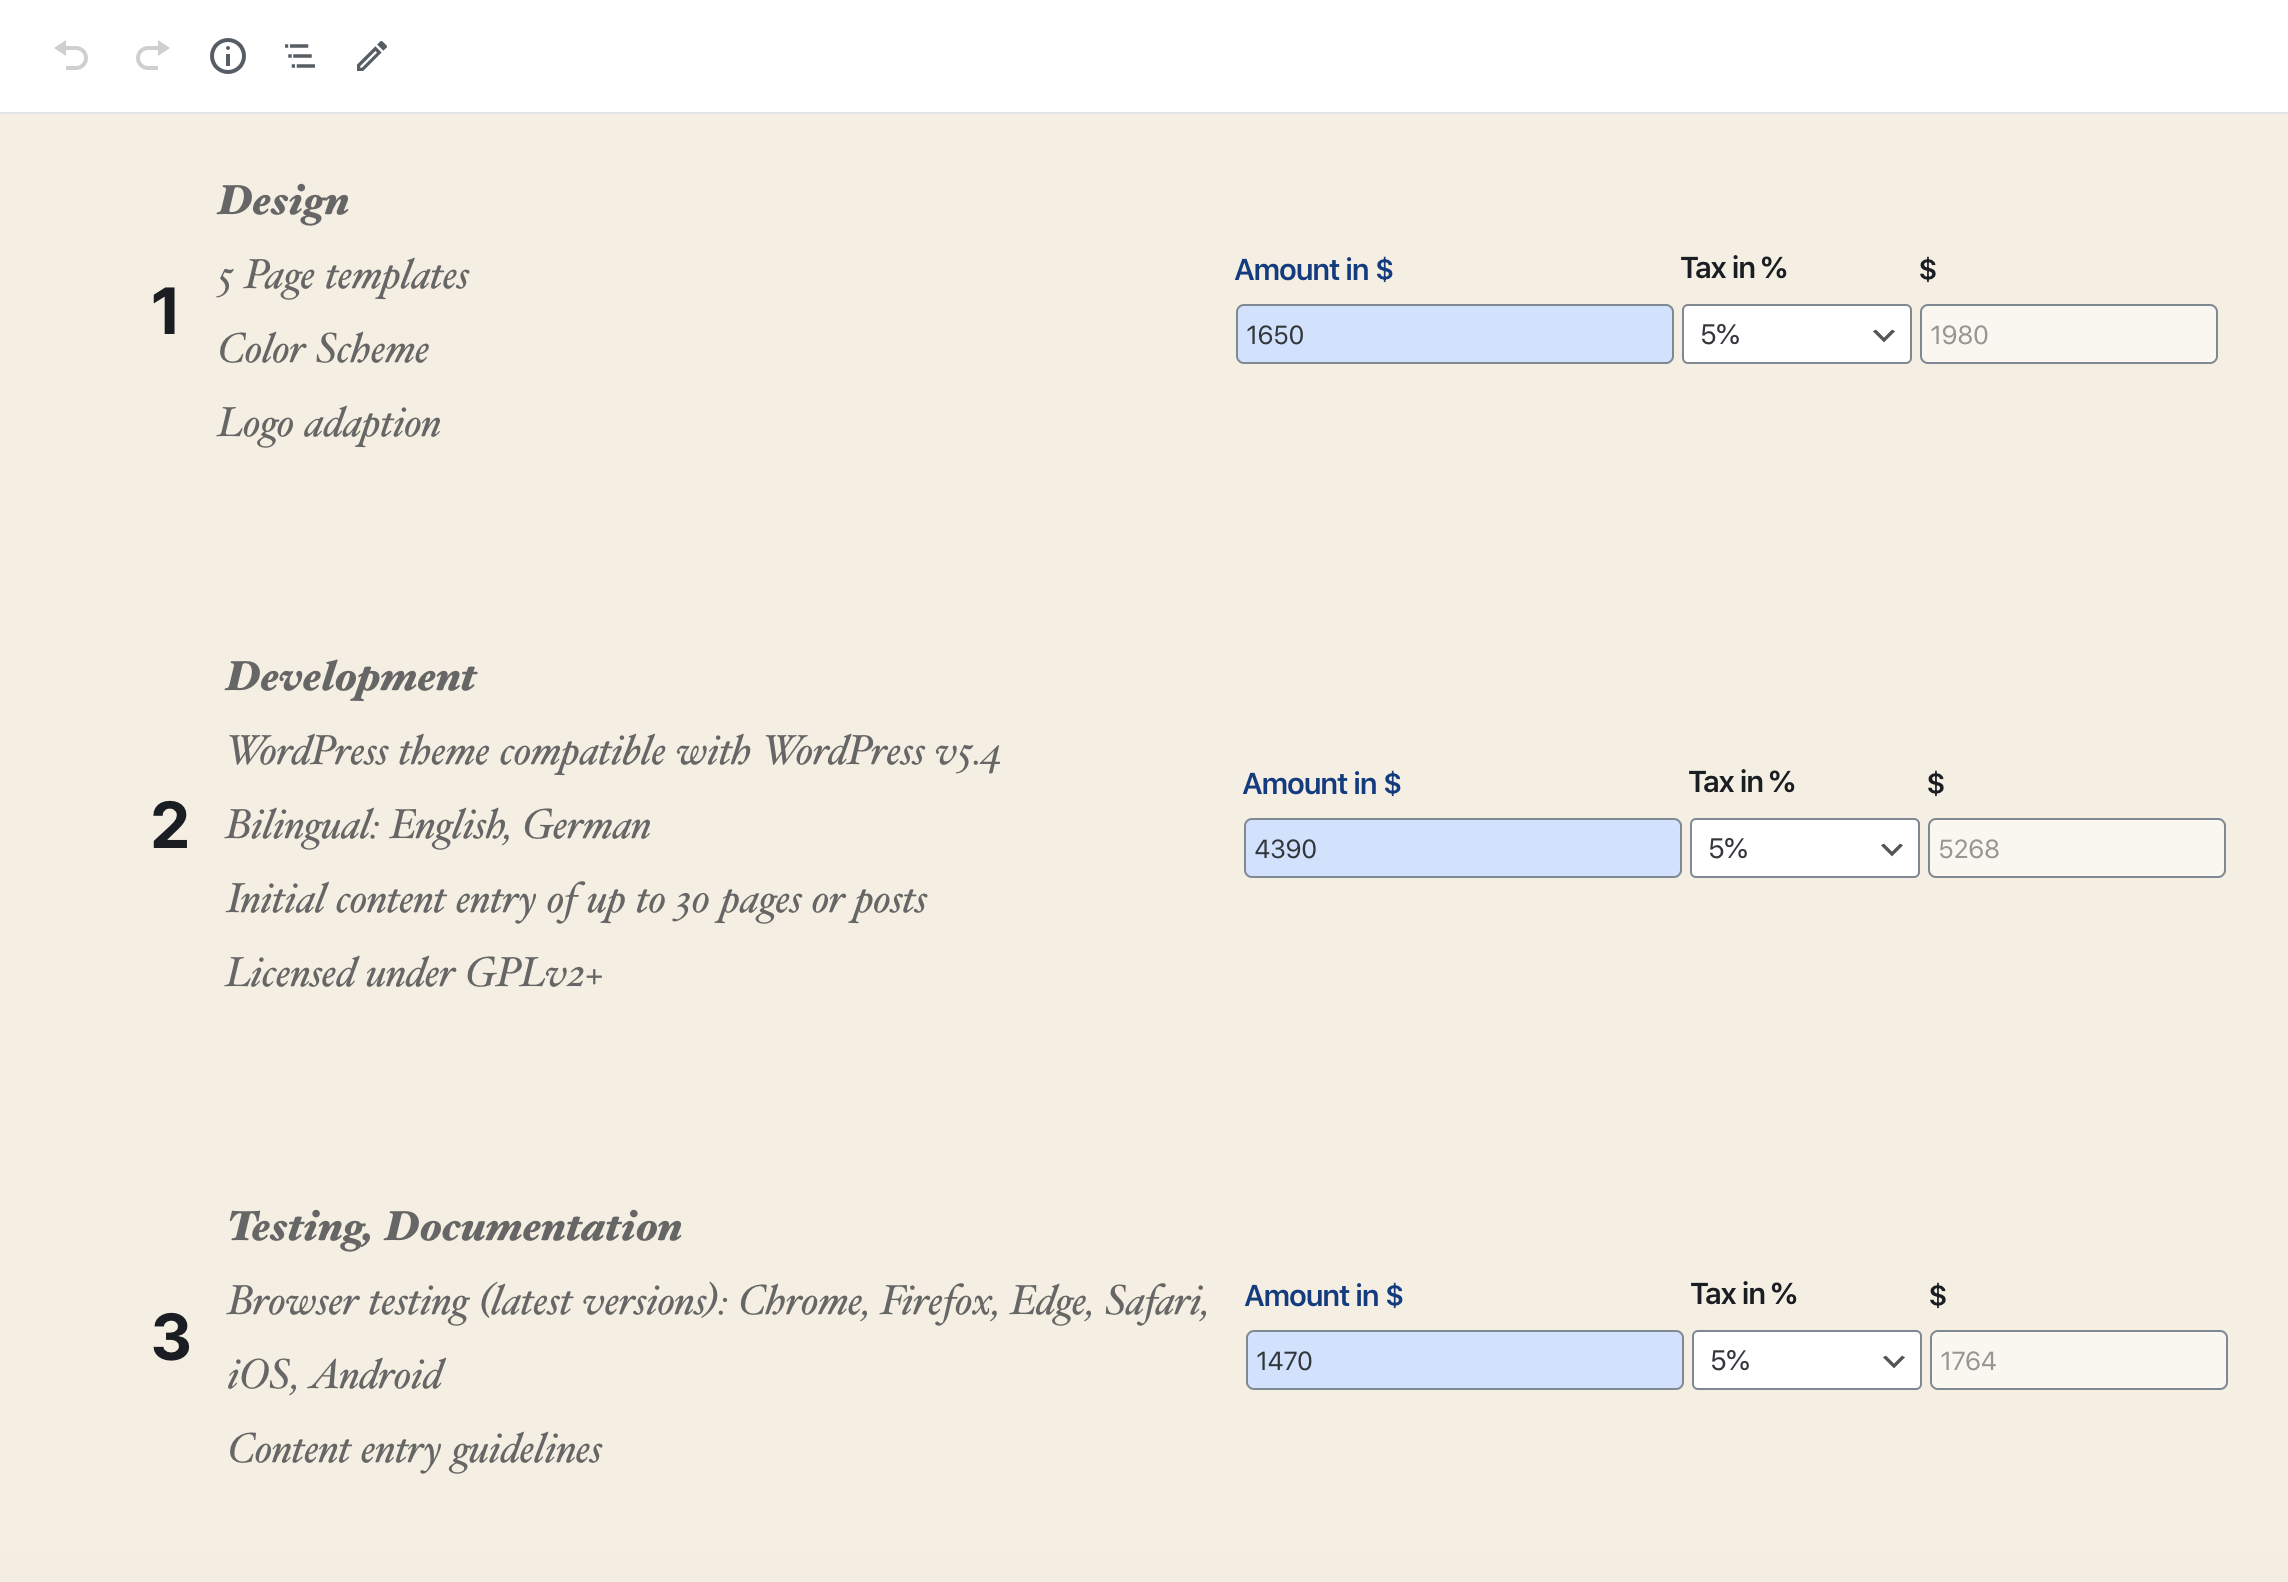 Design
5 Page templates
Color Scheme
Logo adaption
1
Amount in $ Tax in % $
1650 5% 1980
Development
WordPress theme compatible with WordPress v5.4
Bilingual: English, German
Initial content entry of up to 30 pages or posts
Licensed under GPLv2+
2
Amount in $ Tax in % $
4390 5% 5268
Testing, Documentation
Browser testing (latest versions): Chrome, Firefox, Edge, Safari,
iOS, Android
Content entry guidelines
3
Amount in $ Tax in % $
1470 5% 1764